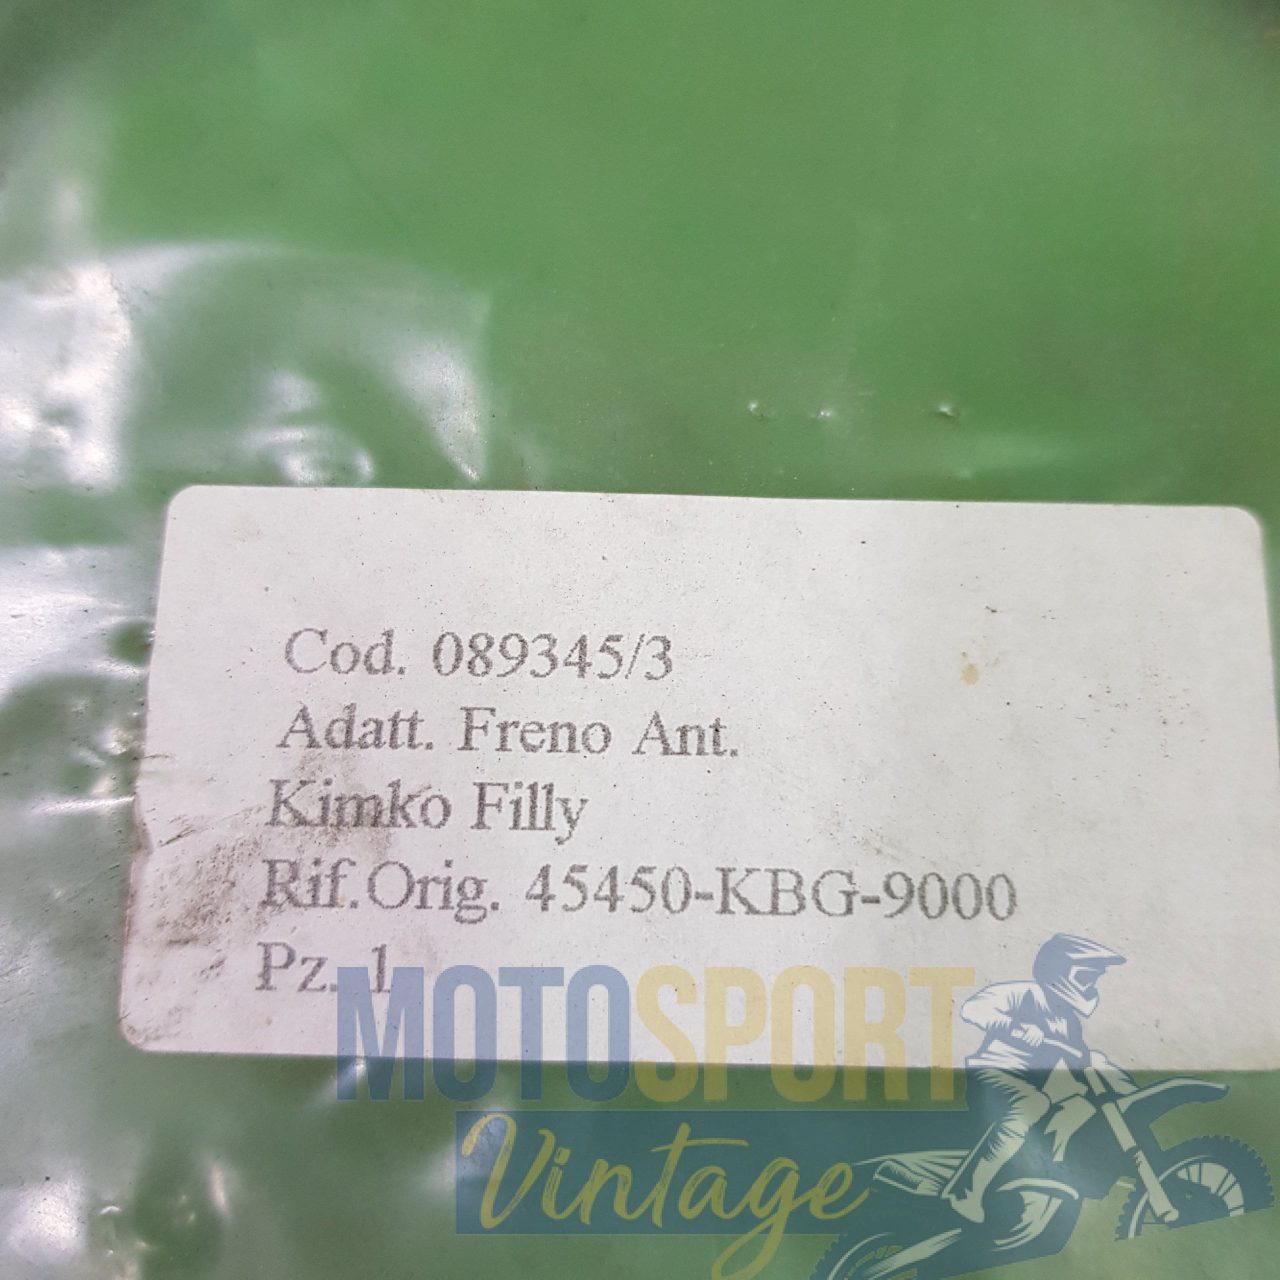 Cod. 089345/3
Adatt. Freno Ant.
Kimko Filly
Rif.Orig. 45450-KBG-9000
Pz. 1
MOTOSPORT
Vintage